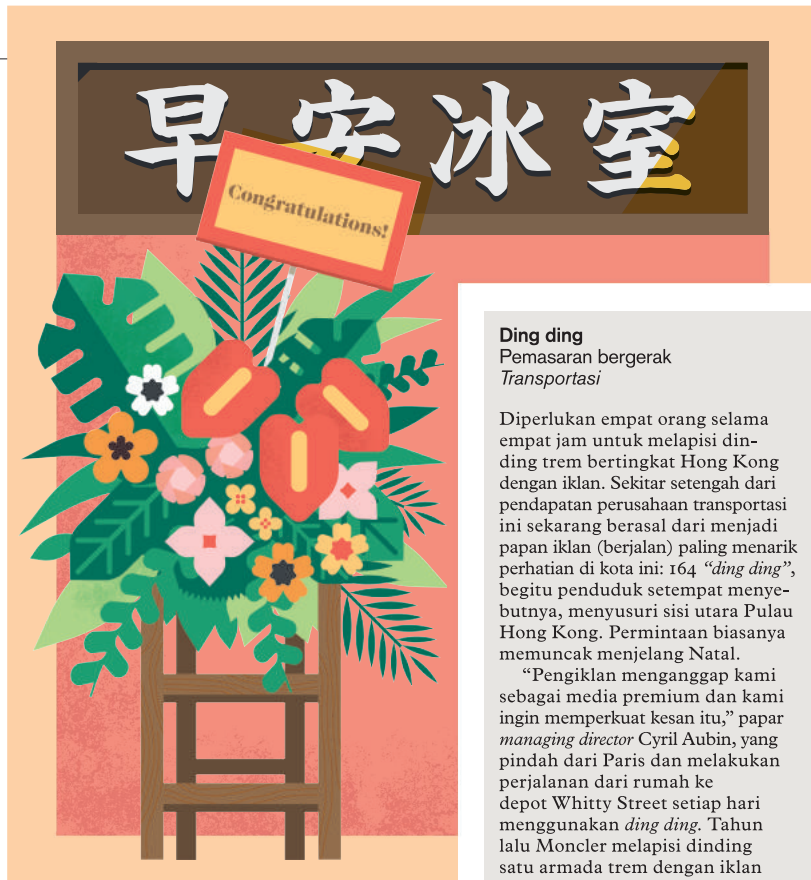 早安冰室
Congratulations!
Ding ding
Pemasaran bergerak
Transportasi
Diperlukan empat orang selama
empat jam untuk melapisi din-
ding trem bertingkat Hong Kong
dengan iklan. Sekitar setengah dari
pendapatan perusahaan transportasi
ini sekarang berasal dari menjadi
papan iklan (berjalan) paling menarik
perhatian di kota ini: 164 “ding ding”,
begitu penduduk setempat menye-
butnya, menyusuri sisi utara Pulau
Hong Kong. Permintaan biasanya
memuncak menjelang Natal.
“Pengiklan menganggap kami
sebagai media premium dan kami
ingin memperkuat kesan itu,” papar
managing director Cyril Aubin, yang
pindah dari Paris dan melakukan
perjalanan dari rumah ke
depot Whitty Street setiap hari
menggunakan ding ding. Tahun
lalu Moncler melapisi dinding
satu armada trem dengan iklan